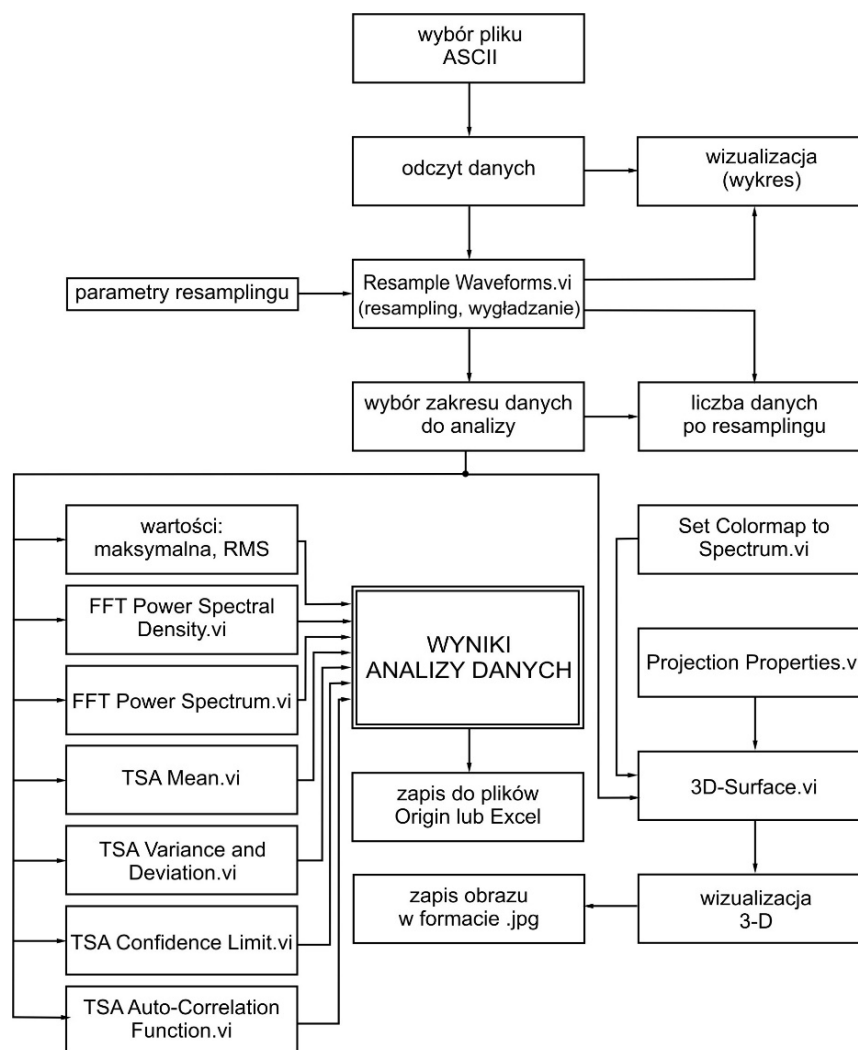 wybór pliku
ASCII
odczyt danych
wizualizacja
(wykres)
parametry resamplingu
Resample Waveforms.vi
(resampling, wygładzanie)
wybór zakresu danych
do analizy
liczba danych
po resamplingu
wartości:
maksymalna, RMS
Set Colormap to
Spectrum.vi
FFT Power Spectral
Density.vi
WYNIKI
ANALIZY DANYCH
Projection Properties.v
FFT Power Spectrum.vi
TSA Mean.vi
zapis do plików
Origin lub Excel
3D-Surface.vi
TSA Variance and
Deviation.vi
zapis obrazu
w formacie .jpg
wizualizacja
3-D
TSA Confidence Limit.vi
TSA Auto-Correlation
Function.vi